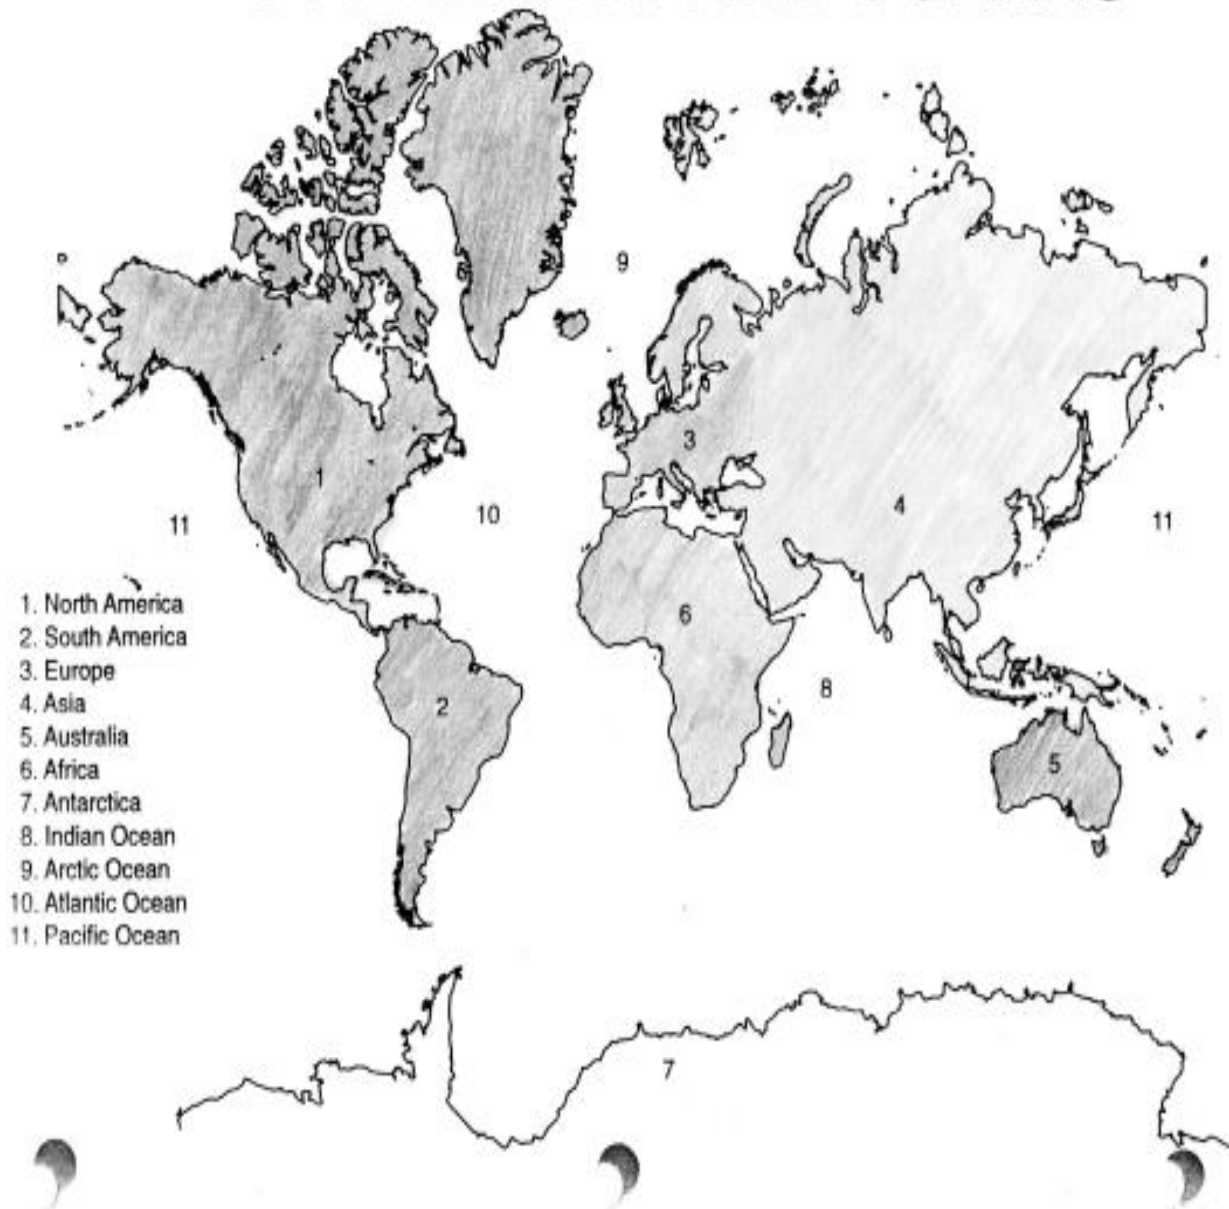 9
3
1
4
10
11
11
6
8
2
5
1. North America
2. South America
3. Europe
4. Asia
5. Australia
6. Africa
7. Antarctica
8. Indian Ocean
9. Arctic Ocean
10. Atlantic Ocean
11. Pacific Ocean
7